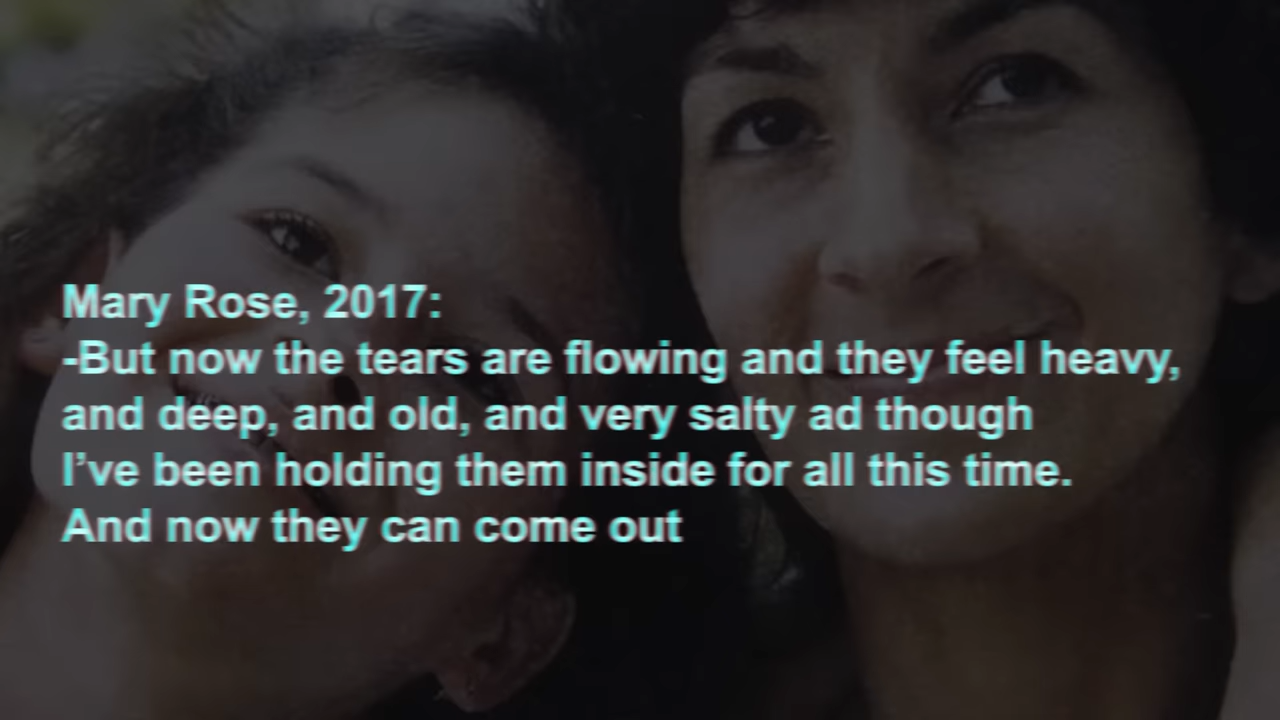 Mary Rose, 2017:
-But now the tears are flowing and they feel heavy,
and deep, and old, and very salty ad though
I’ve been holding them inside for all this time.
And now they can come out